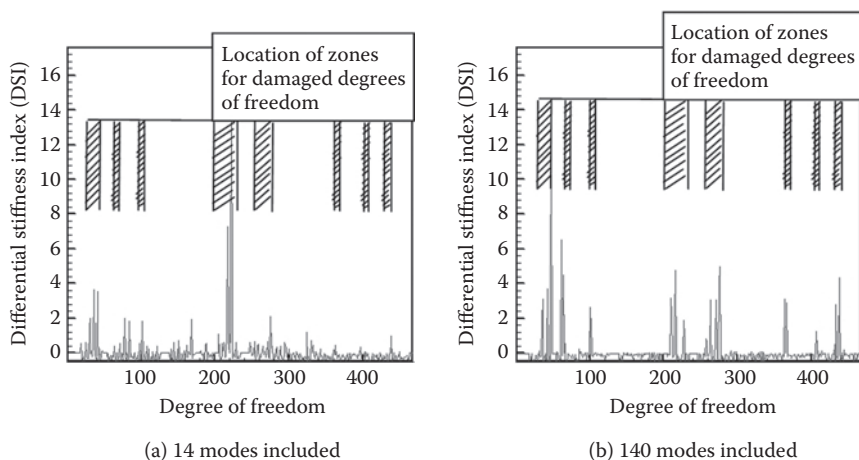 Differential stiffness index (DSI)
16
14
12
10
8
6
4
2
0
Location of zones
for damaged degrees
of freedom
100
200
300
400
Degree of freedom
(a) 14 modes included
Differential stiffness index (DSI)
16
14
12
10
8
6
4
2
0
Location of zones
for damaged degrees
of freedom
100
200
300
400
Degree of freedom
(b) 140 modes included